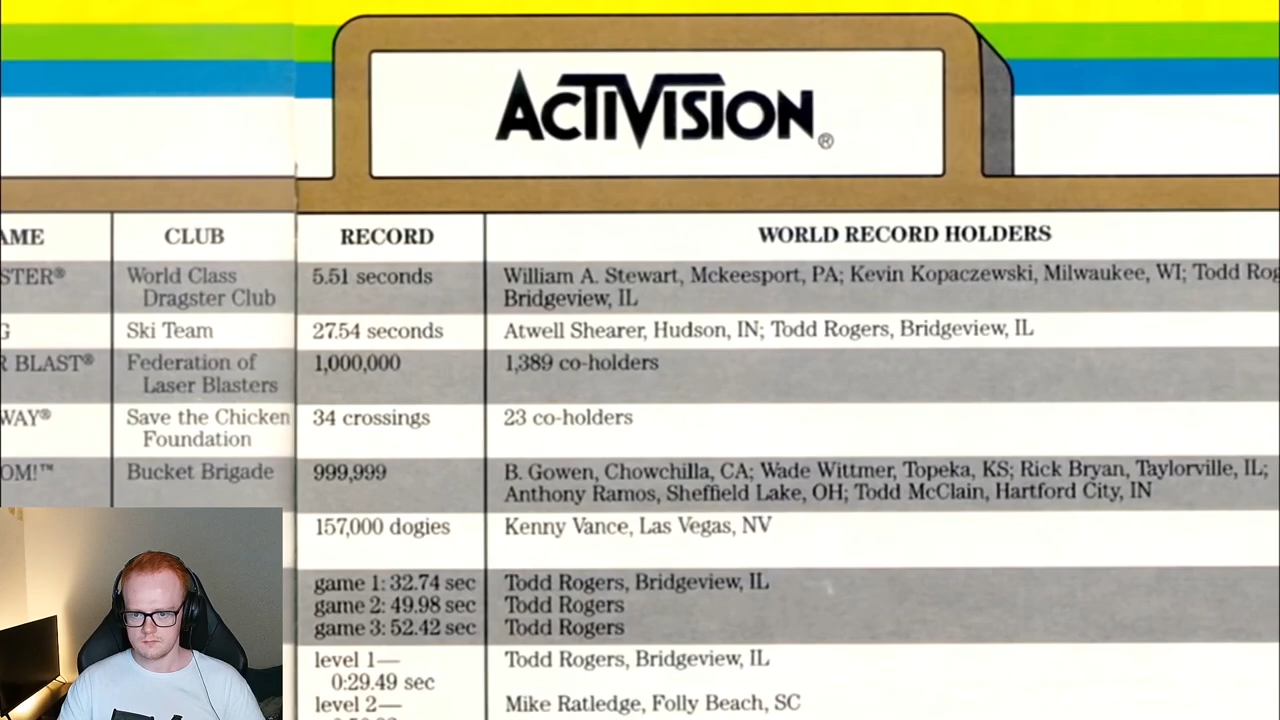 ACTIVISION®
AME
CLUB
RECORD
WORLD RECORD HOLDERS
STER®
World Class
Dragster Club
5.51 seconds
William A. Stewart, Mckeesport, PA; Kevin Kopaczewski, Milwaukee, WI; Todd Rog
Bridgeview, IL
G
Ski Team
27.54 seconds
Atwell Shearer, Hudson, IN; Todd Rogers, Bridgeview, IL
R BLAST®
Federation of
Laser Blasters
1,000,000
1,389 co-holders
WAY®
Save the Chicken
Foundation
34 crossings
23 co-holders
OM!™
Bucket Brigade
999,999
B. Gowen, Chowchilla, CA; Wade Wittmer, Topeka, KS; Rick Bryan, Taylorville, IL;
Anthony Ramos, Sheffield Lake, OH; Todd McClain, Hartford City, IN
157,000 dogies
Kenny Vance, Las Vegas, NV
game 1: 32.74 sec
Todd Rogers, Bridgeview, IL
game 2: 49.98 sec
Todd Rogers
game 3: 52.42 sec
Todd Rogers
level 1—
0:29.49 sec
Todd Rogers, Bridgeview, IL
level 2—
Mike Ratledge, Folly Beach, SC